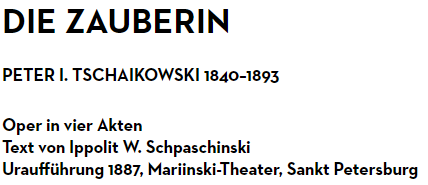 DIE ZAUBERIN
PETER I. TSCHAIKOWSKI 1840–1893
Oper in vier Akten
Text von Ippolit W. Schpaschinski
Uraufführung 1887, Mariinski-Theater, Sankt Petersburg